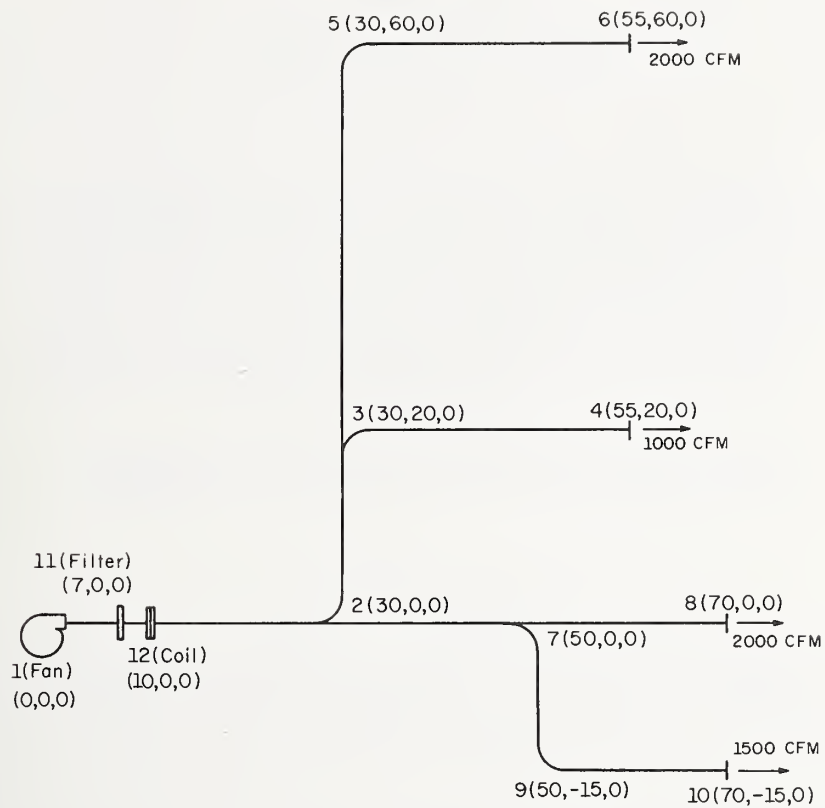 5 (30,60,0)
6(55,60,0)
2000 CFM
3 (30,20,0)
4(55,20,0)
1000 CFM
11(Filter)
(7,0,0)
2 (30,0,0)
8(70,0,0)
2000 CFM
7(50,0,0)
1(Fan)
(0,0,0)
12(Coil)
(10,0,0)
1500 CFM
9(50,-15,0)
10(70,-15,0)